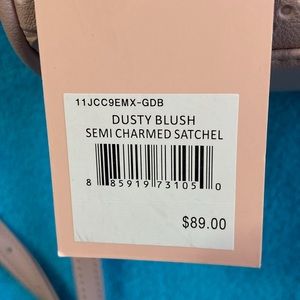 11JCC9EMX-GDB
DUSTY BLUSH
SEMI CHARMED SATCHEL
8 85919 73105 0
$89.00